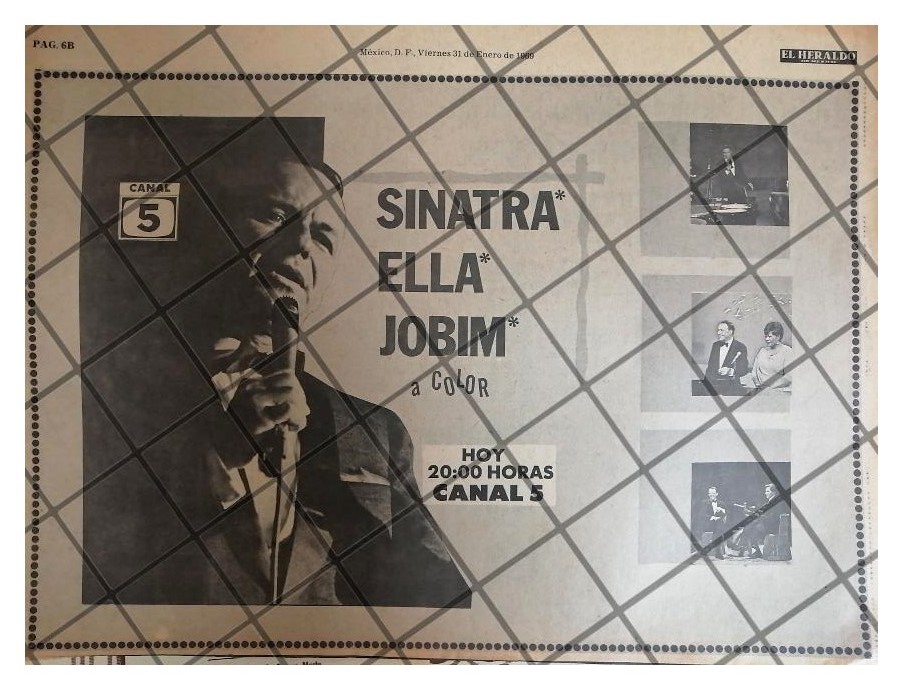 PAG. 6B
México, D. F., Viernes 31 de Enero de 1969
EL HERALDO
CANAL
5
SINATRA*
ELLA*
JOBIM*
a COLOR
HOY
20:00 HORAS
CANAL 5